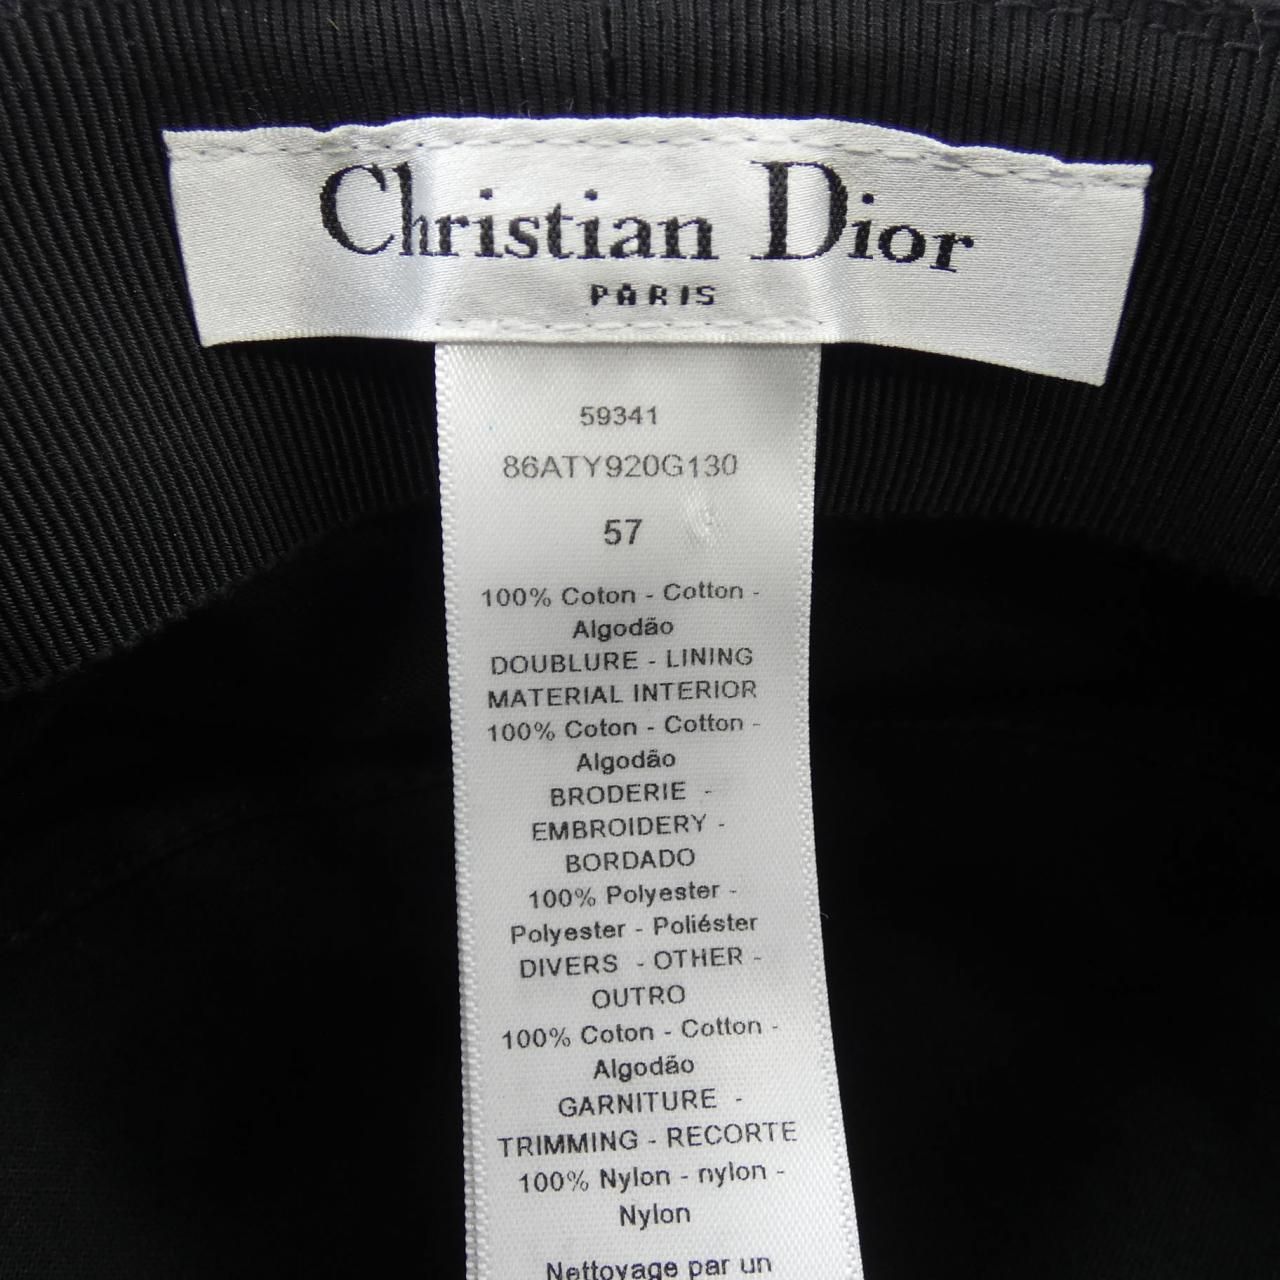 Christian Dior
PARIS
59341
86ATY920G130
57
100% Coton - Cotton -
Algodão
DOUBLURE - LINING
MATERIAL INTERIOR
100% Coton - Cotton -
Algodão
BRODERIE -
EMBROIDERY -
BORDADO
100% Polyester -
Polyester - Poliéster
DIVERS - OTHER -
OUTRO
100% Coton - Cotton -
Algodão
GARNITURE -
TRIMMING - RECORTE
100% Nylon - nylon -
Nylon
Nettoyage par un